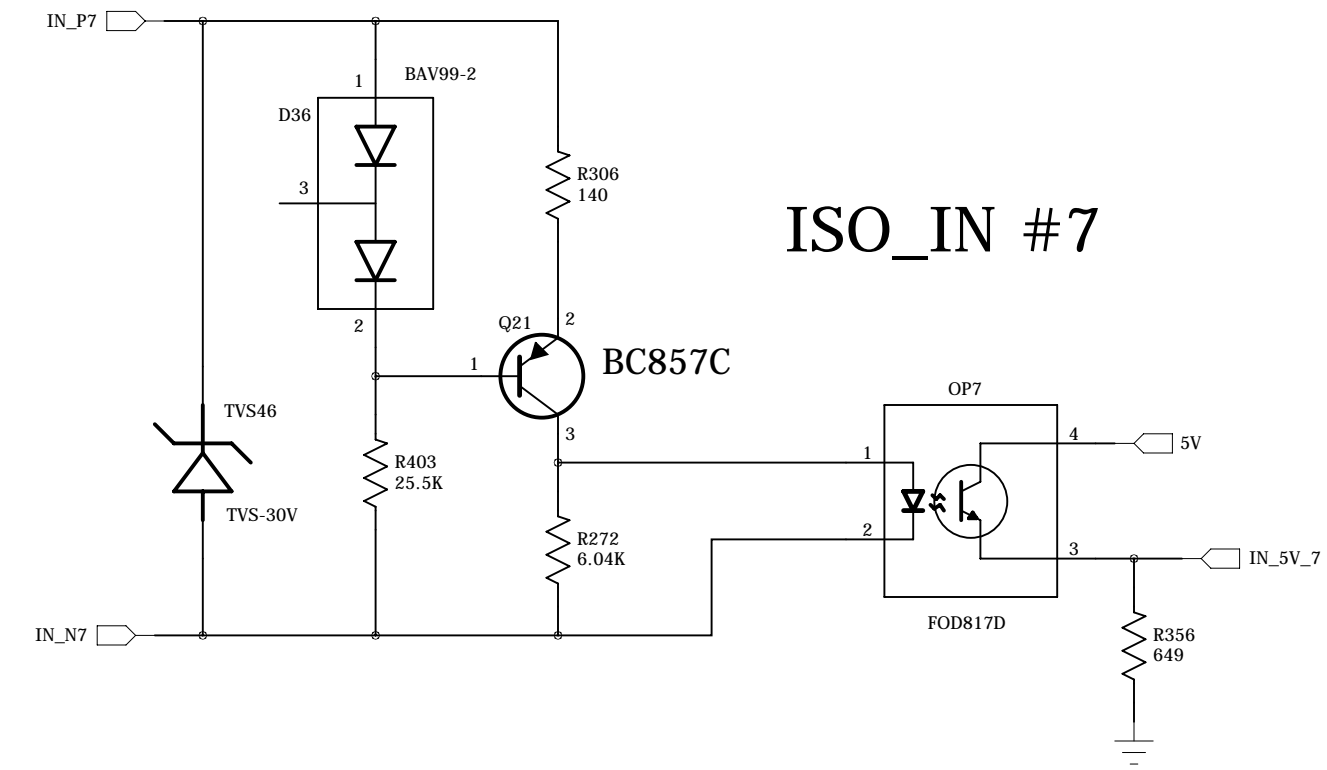 IN_P7
BAV99-2
1
D36
3
R306
140
ISO_IN #7
2
Q21
2
1
BC857C
OP7
TVS46
3
4
5V
1
R403
25.5K
TVS-30V
2
R272
6.04K
3
IN_5V_7
FOD817D
IN_N7
R356
649